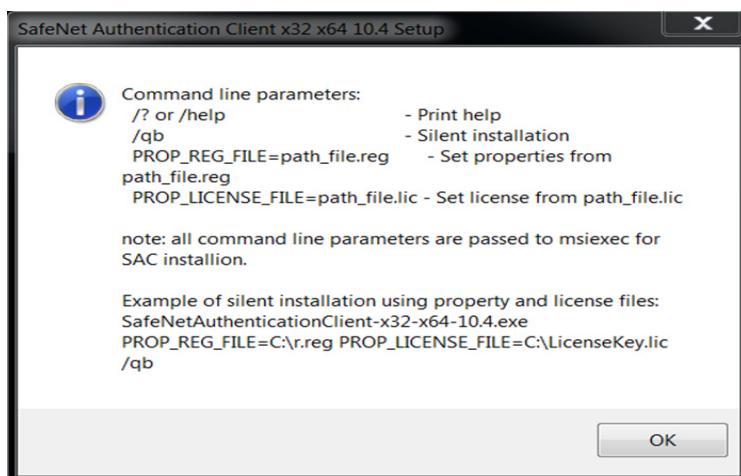 SafeNet Authentication Client x32 x64 10.4 Setup
X
Command line parameters:
/? or /help - Print help
/qb - Silent installation
PROP_REG_FILE=path_file.reg - Set properties from
path_file.reg
PROP_LICENSE_FILE=path_file.lic - Set license from path_file.lic
note: all command line parameters are passed to msiexec for
SAC installion.
Example of silent installation using property and license files:
SafeNetAuthenticationClient-x32-x64-10.4.exe
PROP_REG_FILE=C:\r.reg PROP_LICENSE_FILE=C:\LicenseKey.lic
/qb
OK